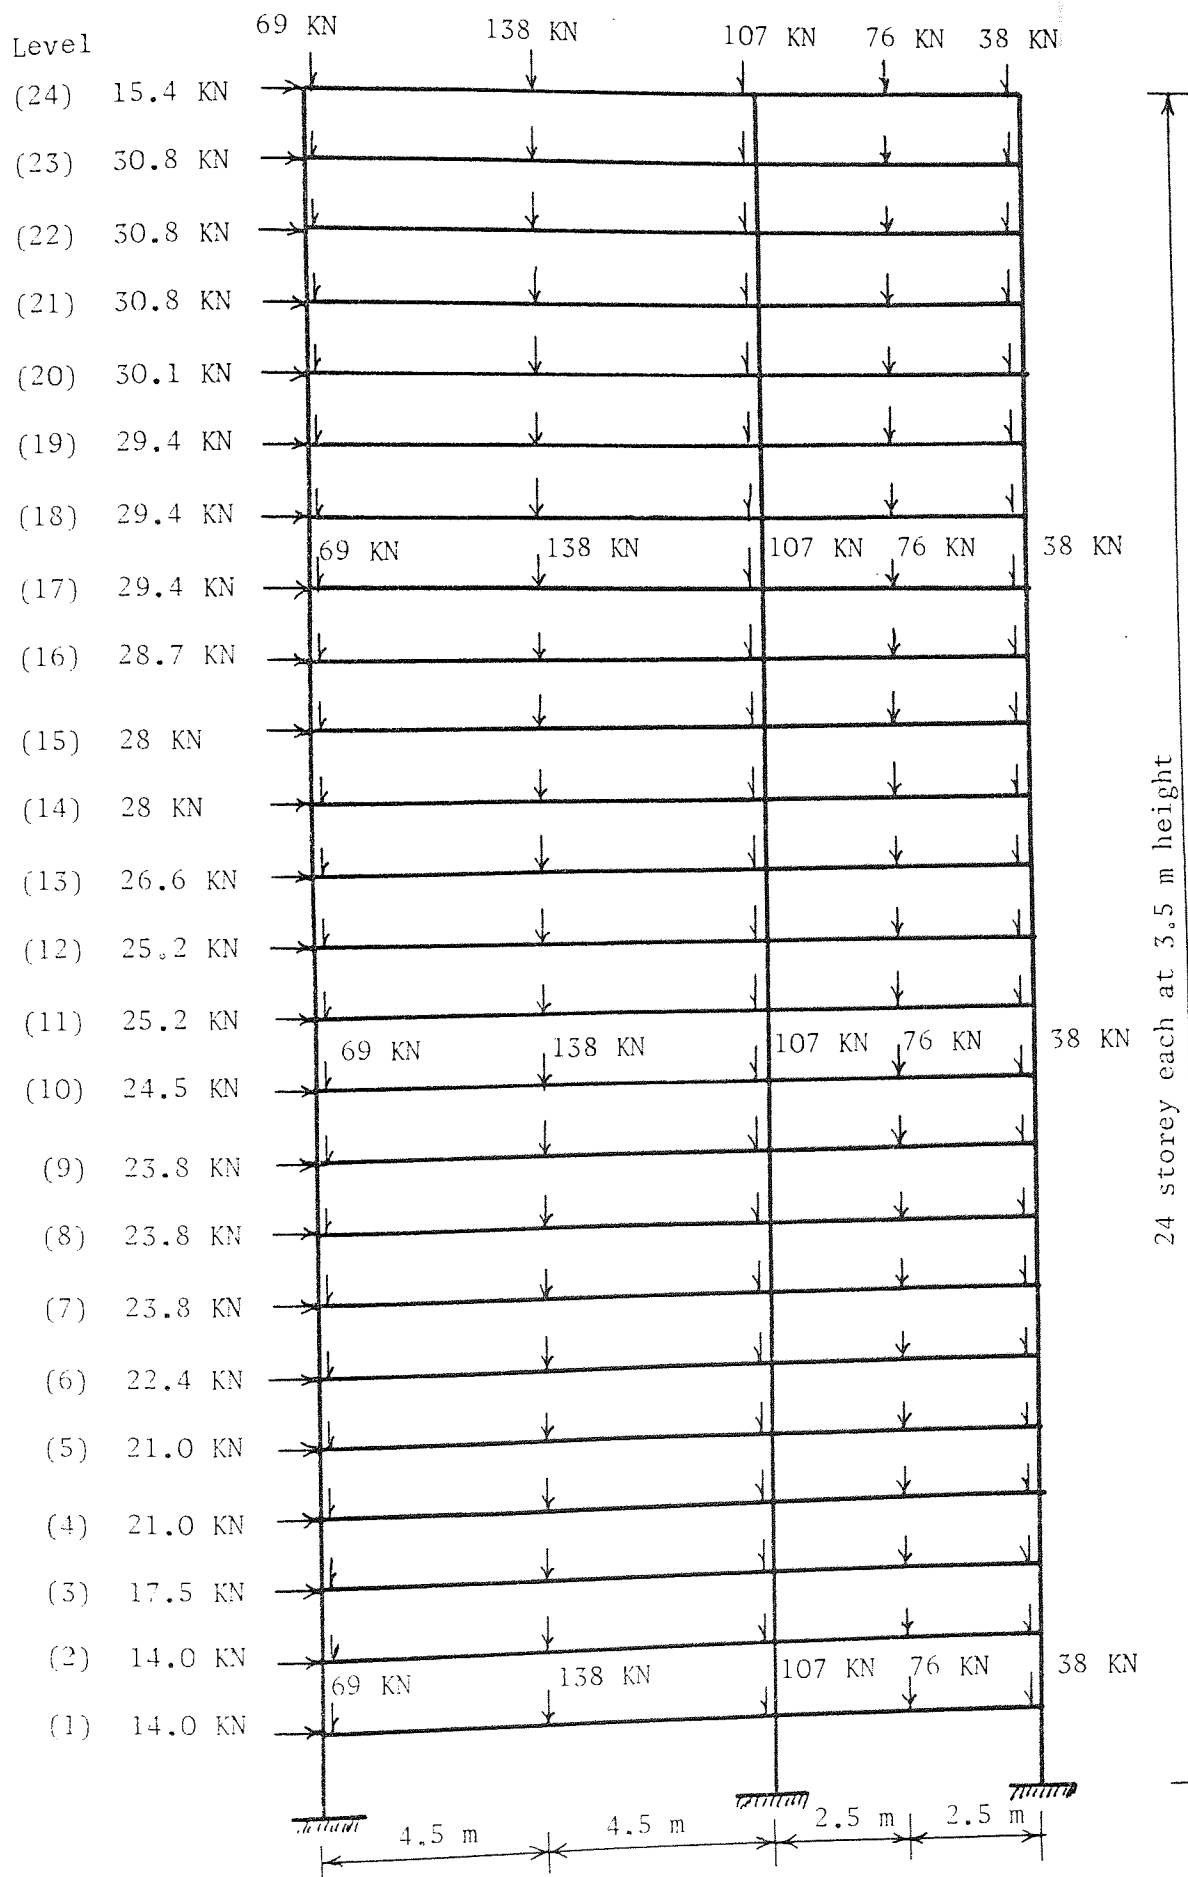 69 KN 138 KN 107 KN 76 KN 38 KN
Level
(24) 15.4 KN
(23) 30.8 KN
(22) 30.8 KN
(21) 30.8 KN
(20) 30.1 KN
(19) 29.4 KN
(18) 29.4 KN
69 KN 138 KN 107 KN 76 KN 38 KN
(17) 29.4 KN
(16) 28.7 KN
(15) 28 KN
(14) 28 KN
(13) 26.6 KN
(12) 25.2 KN
(11) 25.2 KN
69 KN 138 KN 107 KN 76 KN 38 KN
(10) 24.5 KN
(9) 23.8 KN
(8) 23.8 KN
(7) 23.8 KN
(6) 22.4 KN
(5) 21.0 KN
(4) 21.0 KN
(3) 17.5 KN
(2) 14.0 KN
69 KN 138 KN 107 KN 76 KN 38 KN
(1) 14.0 KN
4.5 m 4.5 m 2.5 m 2.5 m
24 storey each at 3.5 m height